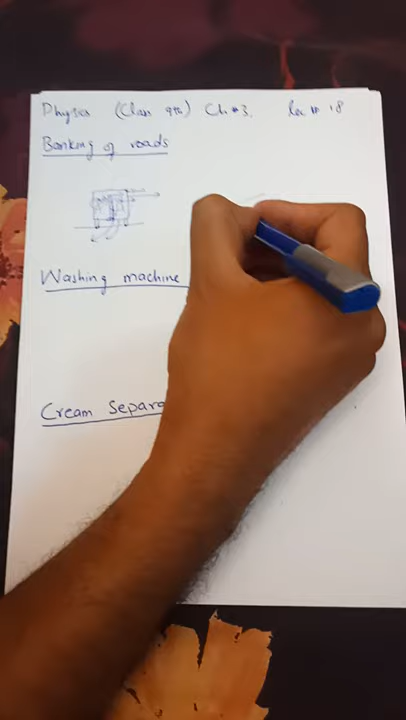 Physics (Class 9th) Ch # 3. Lec # 18
Banking of roads
Washing machine
Cream Separa